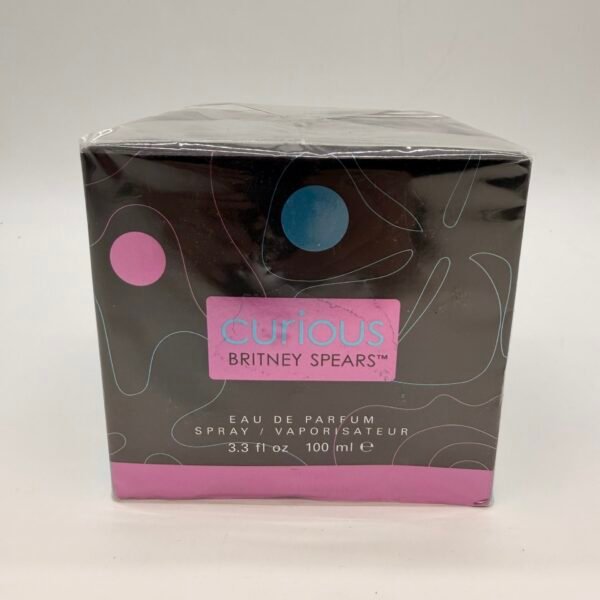 curious
BRITNEY SPEARS™
EAU DE PARFUM
SPRAY / VAPORISATEUR
3.3 fl oz 100 ml ℮